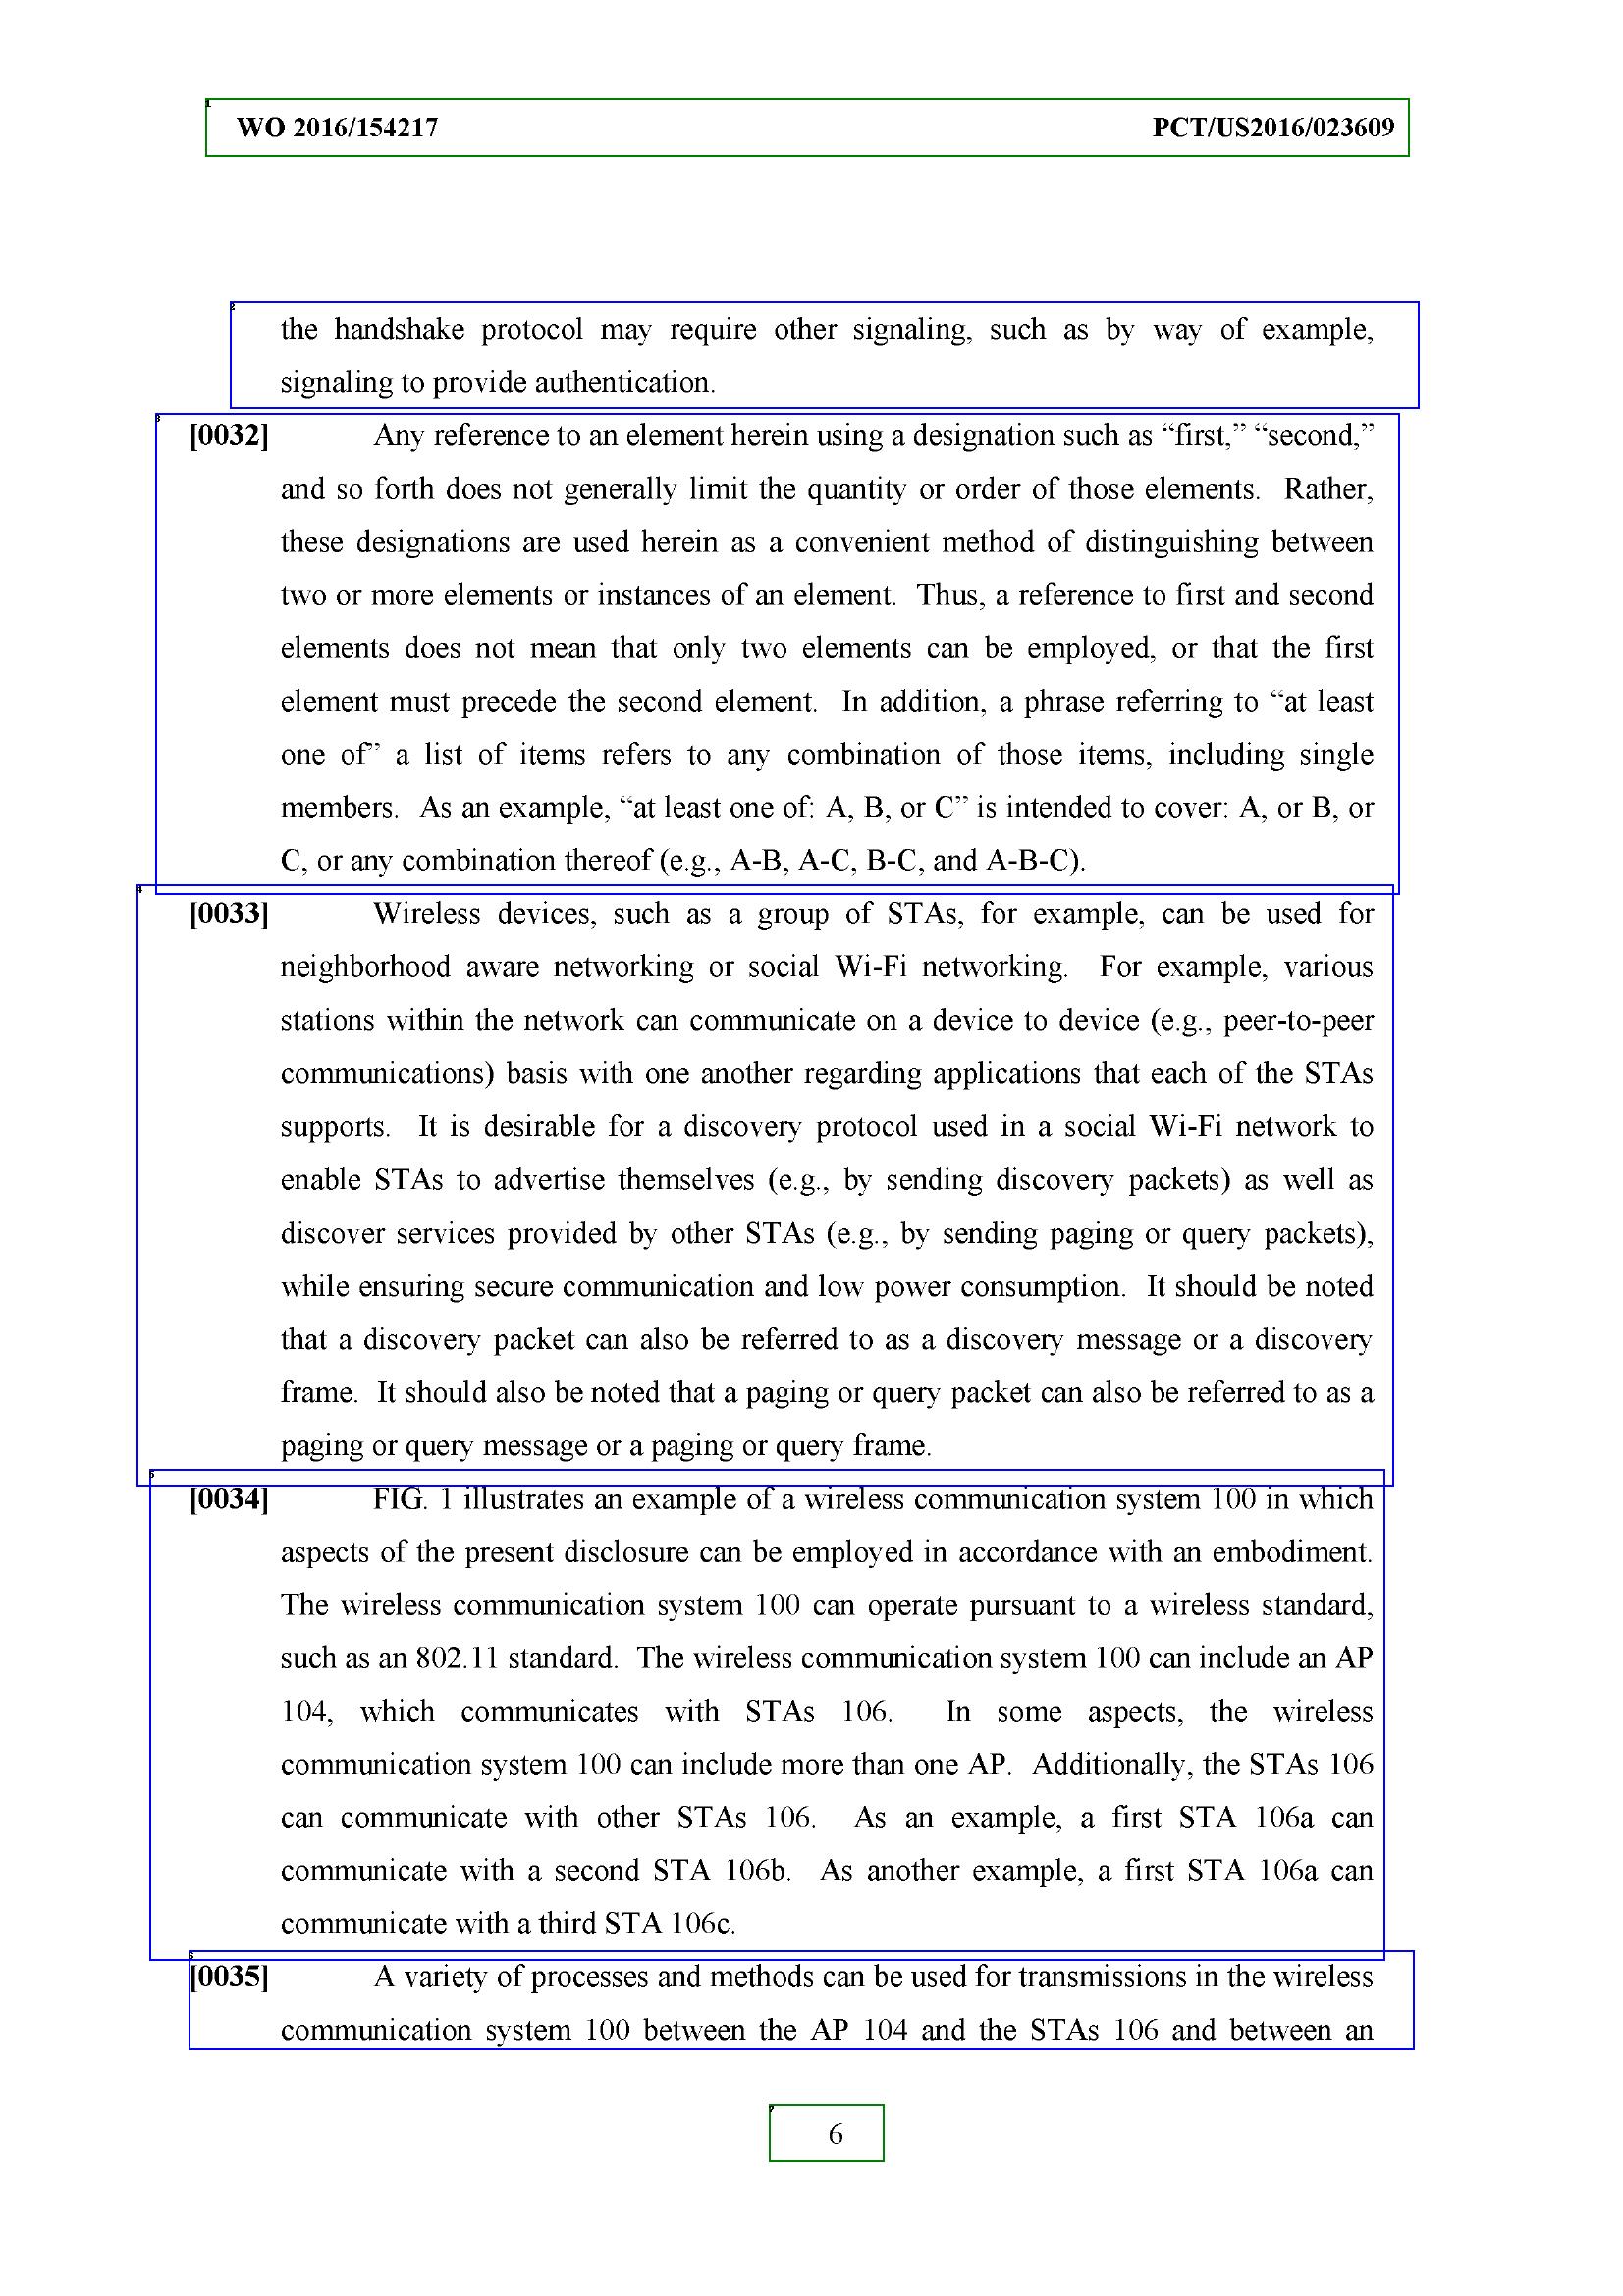 WO 2016/154217 PCT/US2016/023609
the handshake protocol may require other signaling, such as by way of example,
signaling to provide authentication.
[0032] Any reference to an element herein using a designation such as “first,” “second,”
and so forth does not generally limit the quantity or order of those elements. Rather,
these designations are used herein as a convenient method of distinguishing between
two or more elements or instances of an element. Thus, a reference to first and second
elements does not mean that only two elements can be employed, or that the first
element must precede the second element. In addition, a phrase referring to “at least
one of” a list of items refers to any combination of those items, including single
members. As an example, “at least one of: A, B, or C” is intended to cover: A, or B, or
C, or any combination thereof (e.g., A-B, A-C, B-C, and A-B-C).
[0033] Wireless devices, such as a group of STAs, for example, can be used for
neighborhood aware networking or social Wi-Fi networking. For example, various
stations within the network can communicate on a device to device (e.g., peer-to-peer
communications) basis with one another regarding applications that each of the STAs
supports. It is desirable for a discovery protocol used in a social Wi-Fi network to
enable STAs to advertise themselves (e.g., by sending discovery packets) as well as
discover services provided by other STAs (e.g., by sending paging or query packets),
while ensuring secure communication and low power consumption. It should be noted
that a discovery packet can also be referred to as a discovery message or a discovery
frame. It should also be noted that a paging or query packet can also be referred to as a
paging or query message or a paging or query frame.
[0034] FIG. 1 illustrates an example of a wireless communication system 100 in which
aspects of the present disclosure can be employed in accordance with an embodiment.
The wireless communication system 100 can operate pursuant to a wireless standard,
such as an 802.11 standard. The wireless communication system 100 can include an AP
104, which communicates with STAs 106. In some aspects, the wireless
communication system 100 can include more than one AP. Additionally, the STAs 106
can communicate with other STAs 106. As an example, a first STA 106a can
communicate with a second STA 106b. As another example, a first STA 106a can
communicate with a third STA 106c.
[0035] A variety of processes and methods can be used for transmissions in the wireless
communication system 100 between the AP 104 and the STAs 106 and between an
6